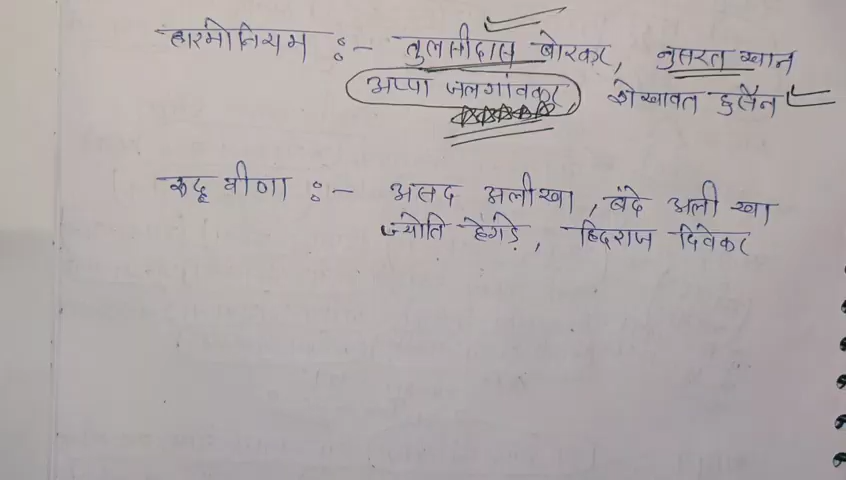 हारमोनियम :- तुलसीदास बोरकर, नुसरत खान
अप्पा जलगांवकर, शेखावत हुसैन
रूद्र वीणा :- असद अली खा, बंदे अली खा
ज्योति हेगड़े, हिंदराज दिवेकर